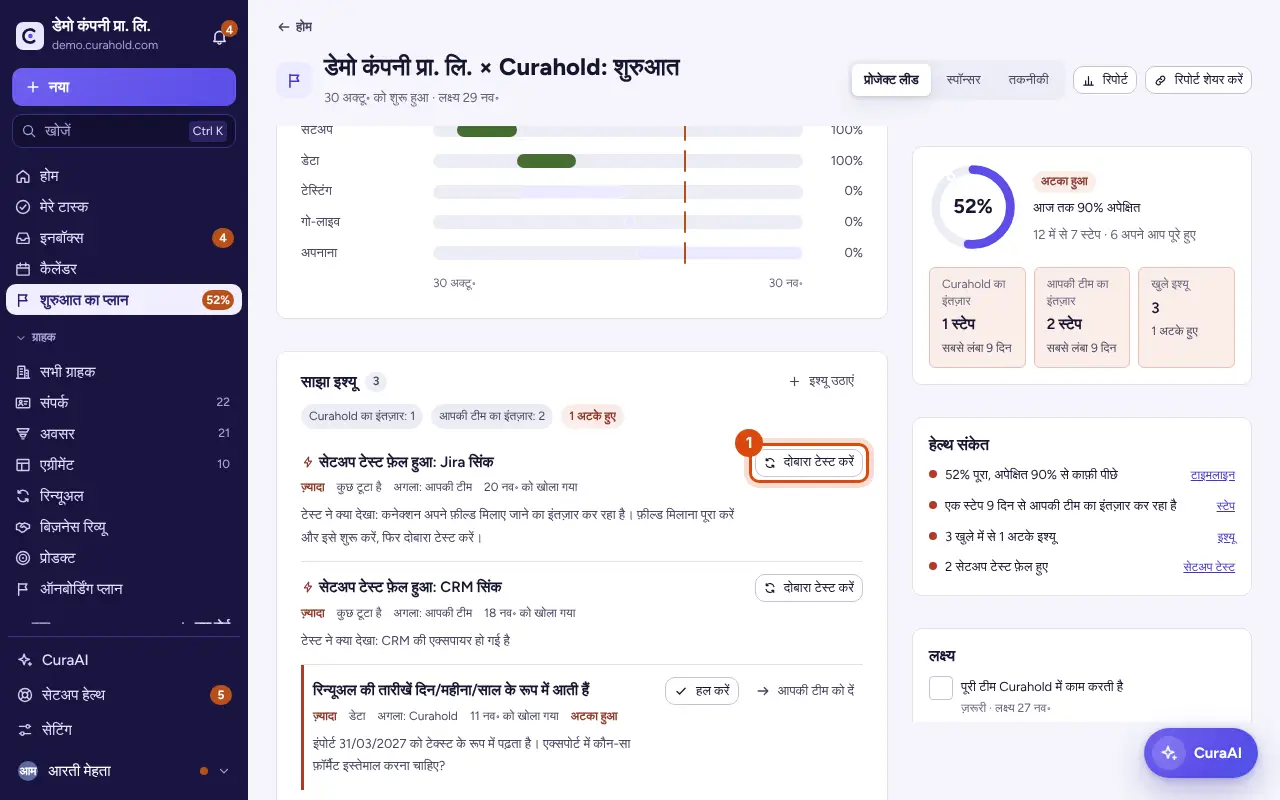 डेमो कंपनी प्रा. लि.
demo.curahold.com
4
नया
खोजें
Ctrl K
होम
मेरे टास्क
इनबॉक्स
4
कैलेंडर
शुरुआत का प्लान
52%
ग्राहक
सभी ग्राहक
संपर्क
22
अवसर
21
एग्रीमेंट
10
रिन्यूअल
बिज़नेस रिव्यू
प्रोडक्ट
ऑनबोर्डिंग प्लान
CuraAI
सेटअप हेल्थ
5
सेटिंग
आम
आरती मेहता
होम
डेमो कंपनी प्रा. लि. × Curahold: शुरुआत
30 अक्टू॰ को शुरू हुआ · लक्ष्य 29 नव॰
प्रोजेक्ट लीड
स्पॉन्सर
तकनीकी
रिपोर्ट
रिपोर्ट शेयर करें
सेटअप
100%
डेटा
100%
टेस्टिंग
0%
गो-लाइव
0%
अपनाना
0%
30 अक्टू॰
30 नव॰
साझा इश्यू
3
इश्यू उठाएं
Curahold का इंतज़ार: 1
आपकी टीम का इंतज़ार: 2
1 अटके हुए
1
सेटअप टेस्ट फ़ेल हुआ: Jira सिंक
दोबारा टेस्ट करें
ज़्यादा कुछ टूटा है अगला: आपकी टीम 20 नव॰ को खोला गया
टेस्ट ने क्या देखा: कनेक्शन अपने फ़ील्ड मिलाए जाने का इंतज़ार कर रहा है। फ़ील्ड मिलाना पूरा करें
और इसे शुरू करें, फिर दोबारा टेस्ट करें।
सेटअप टेस्ट फ़ेल हुआ: CRM सिंक
दोबारा टेस्ट करें
ज़्यादा कुछ टूटा है अगला: आपकी टीम 18 नव॰ को खोला गया
टेस्ट ने क्या देखा: CRM की एक्सपायर हो गई है
रिन्यूअल की तारीखें दिन/महीना/साल के रूप में आती हैं
हल करें
आपकी टीम को दें
ज़्यादा डेटा अगला: Curahold 11 नव॰ को खोला गया अटका हुआ
इंपोर्ट 31/03/2027 को टेक्स्ट के रूप में पढ़ता है। एक्सपोर्ट में कौन-सा
फ़ॉर्मैट इस्तेमाल करना चाहिए?
52%
अटका हुआ
आज तक 90% अपेक्षित
12 में से 7 स्टेप · 6 अपने आप पूरे हुए
Curahold का
इंतज़ार
1 स्टेप
सबसे लंबा 9 दिन
आपकी टीम का
इंतज़ार
2 स्टेप
सबसे लंबा 9 दिन
खुले इश्यू
3
1 अटके हुए
हेल्थ संकेत
52% पूरा, अपेक्षित 90% से काफ़ी पीछे
टाइमलाइन
एक स्टेप 9 दिन से आपकी टीम का इंतज़ार कर रहा है
स्टेप
3 खुले में से 1 अटके इश्यू
इश्यू
2 सेटअप टेस्ट फ़ेल हुए
सेटअप टेस्ट
लक्ष्य
पूरी टीम Curahold में काम करती है
ज़रूरी · लक्ष्य 27 नव॰
CuraAI